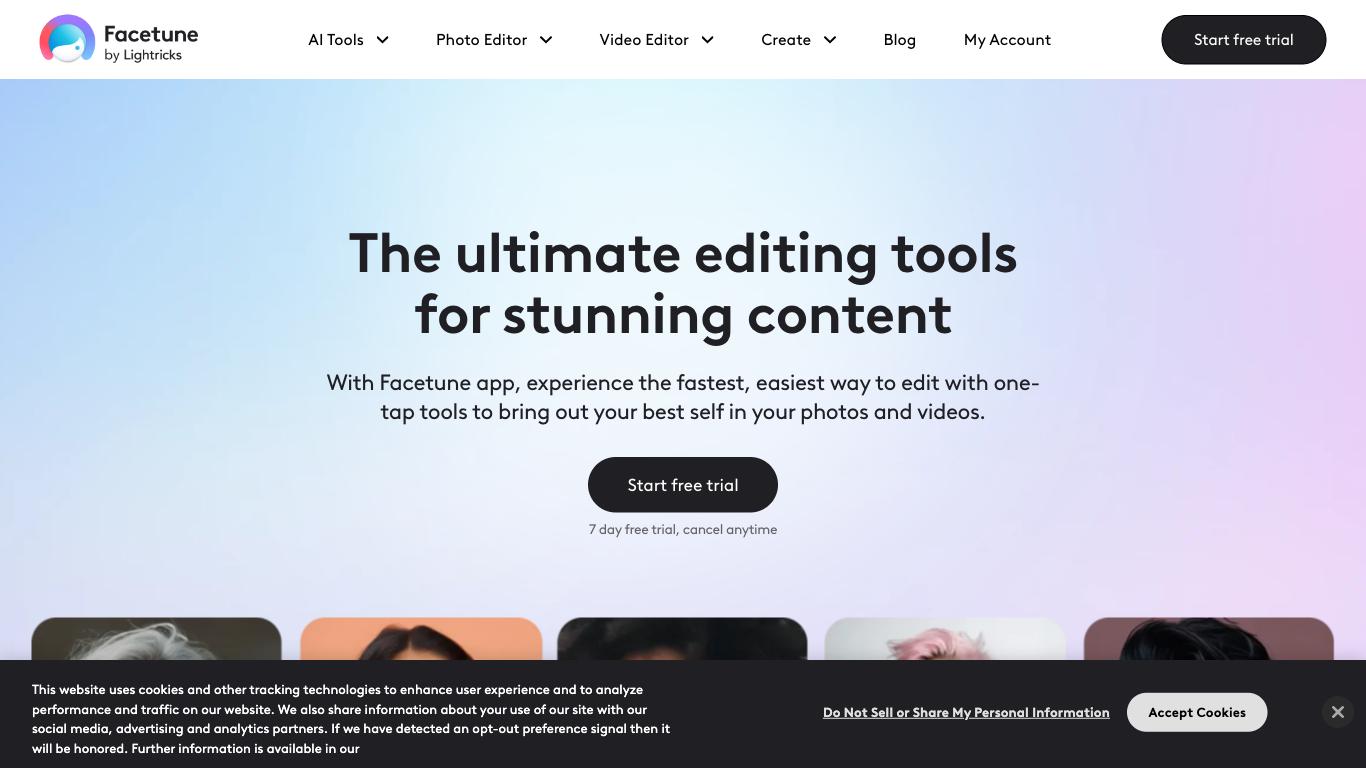 Facetune
by Lightricks
AI Tools
Photo Editor
Video Editor
Create
Blog
My Account
Start free trial
The ultimate editing tools
for stunning content
With Facetune app, experience the fastest, easiest way to edit with one-
tap tools to bring out your best self in your photos and videos.
Start free trial
7 day free trial, cancel anytime
This website uses cookies and other tracking technologies to enhance user experience and to analyze
performance and traffic on our website. We also share information about your use of our site with our
social media, advertising and analytics partners. If we have detected an opt-out preference signal then it
will be honored. Further information is available in our
Do Not Sell or Share My Personal Information
Accept Cookies